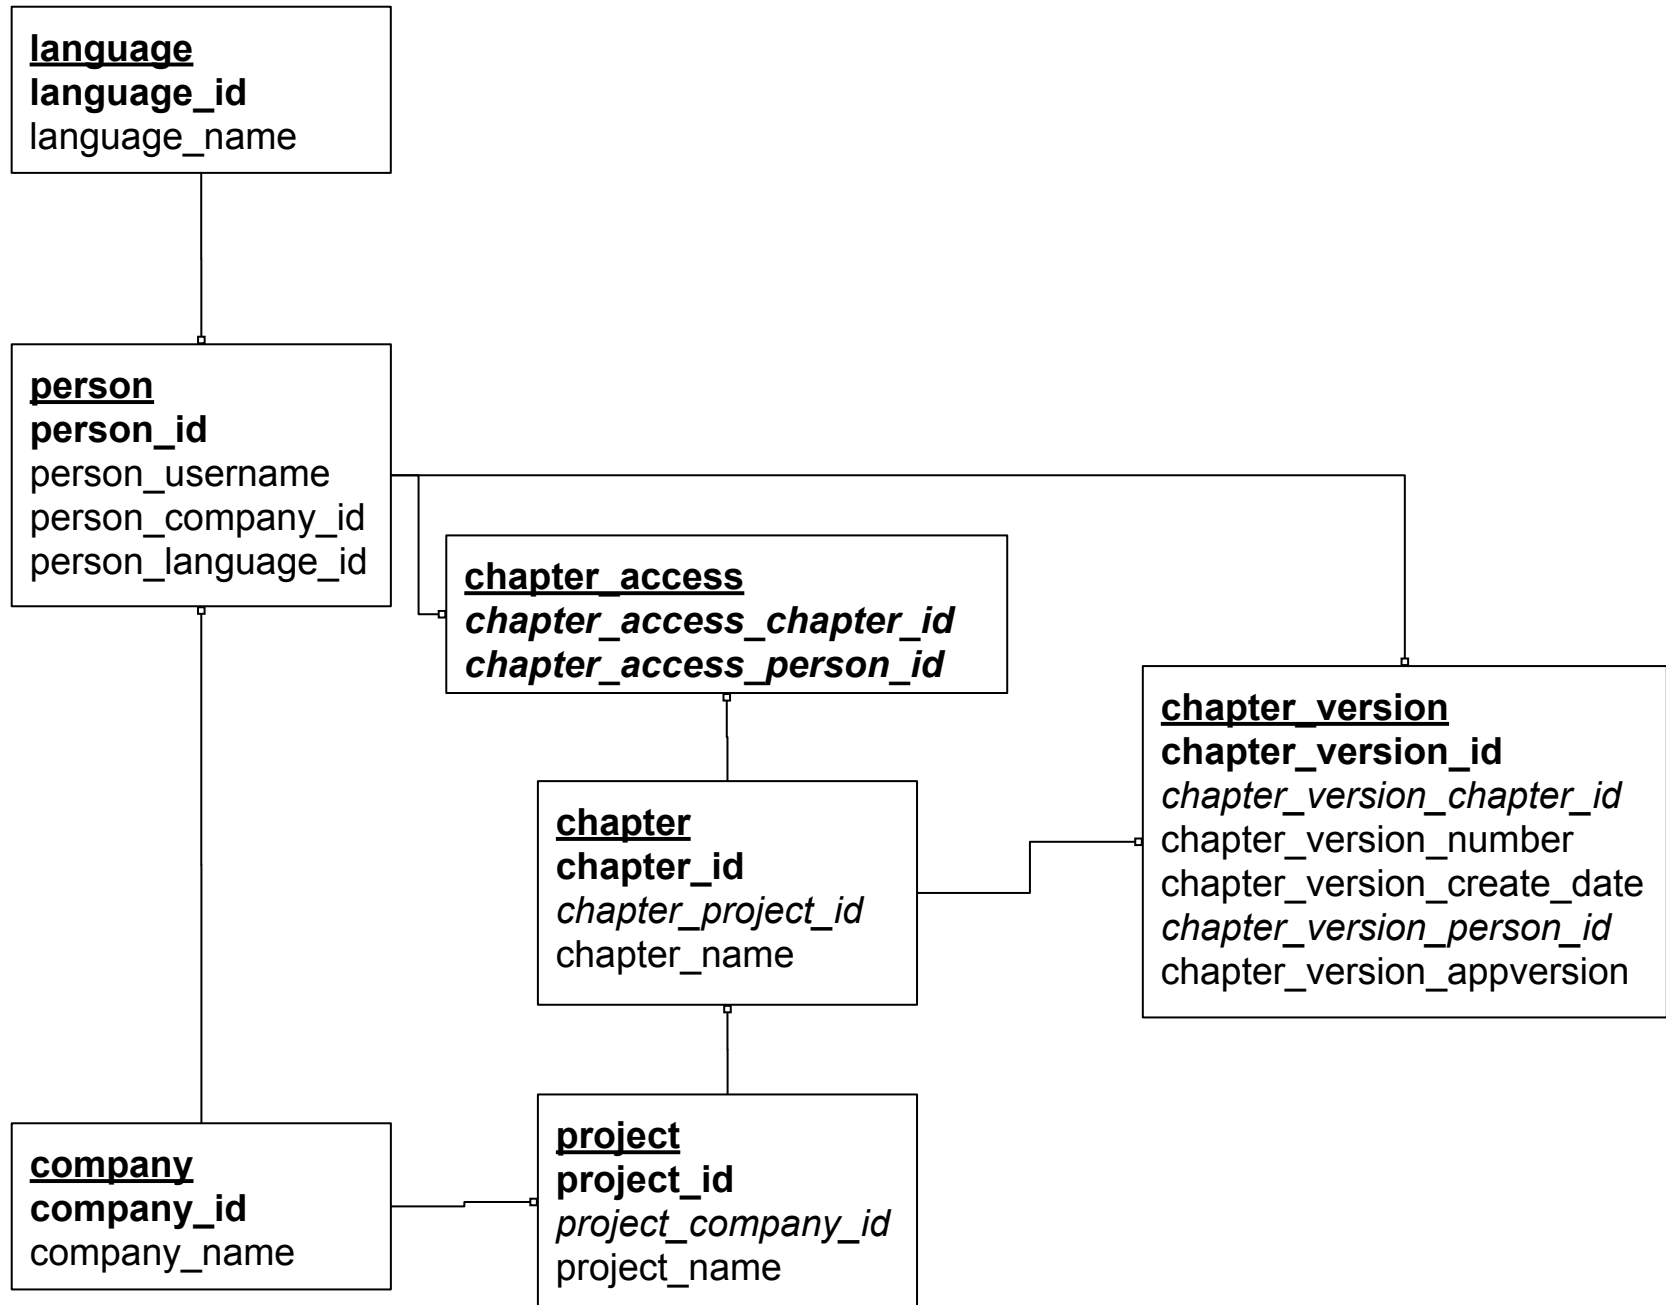 language
language_id
language_name
person
person_id
person_username
person_company_id
person_language_id
chapter_access
chapter_access_chapter_id
chapter_access_person_id
chapter_version
chapter_version_id
chapter_version_chapter_id
chapter_version_number
chapter_version_create_date
chapter_version_person_id
chapter_version_appversion
chapter
chapter_id
chapter_project_id
chapter_name
company
company_id
company_name
project
project_id
project_company_id
project_name